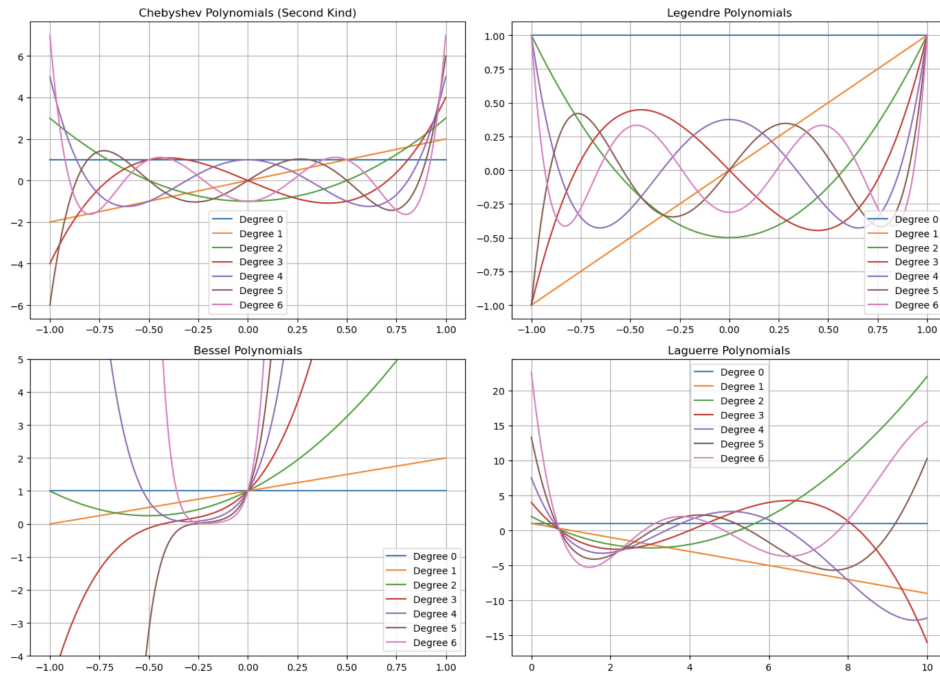 Chebyshev Polynomials (Second Kind)
6
4
2
0
−2
−4
−6
Degree 0
Degree 1
Degree 2
Degree 3
Degree 4
Degree 5
Degree 6
−1.00 −0.75 −0.50 −0.25 0.00 0.25 0.50 0.75 1.00
Legendre Polynomials
1.00
0.75
0.50
0.25
0.00
−0.25
−0.50
−0.75
−1.00
Degree 0
Degree 1
Degree 2
Degree 3
Degree 4
Degree 5
Degree 6
−1.00 −0.75 −0.50 −0.25 0.00 0.25 0.50 0.75 1.00
Bessel Polynomials
5
4
3
2
1
0
−1
−2
−3
−4
Degree 0
Degree 1
Degree 2
Degree 3
Degree 4
Degree 5
Degree 6
−1.00 −0.75 −0.50 −0.25 0.00 0.25 0.50 0.75 1.00
Laguerre Polynomials
20
15
10
5
0
−5
−10
−15
Degree 0
Degree 1
Degree 2
Degree 3
Degree 4
Degree 5
Degree 6
0 2 4 6 8 10